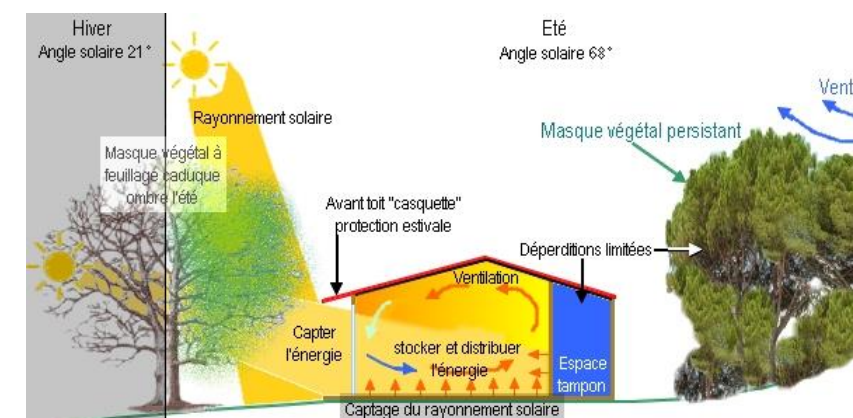 Hiver
Angle solaire 21°
Eté
Angle solaire 68°
Vent
Rayonnement solaire
Masque végétal persistant
Masque végétal à
feuillage caduque
ombre l'été
Avant toit "casquette"
protection estivale
Déperditions limitées
Ventilation
Capter
l'énergie
stocker et distribuer
l'énergie
Espace
tampon
Captage du rayonnement solaire